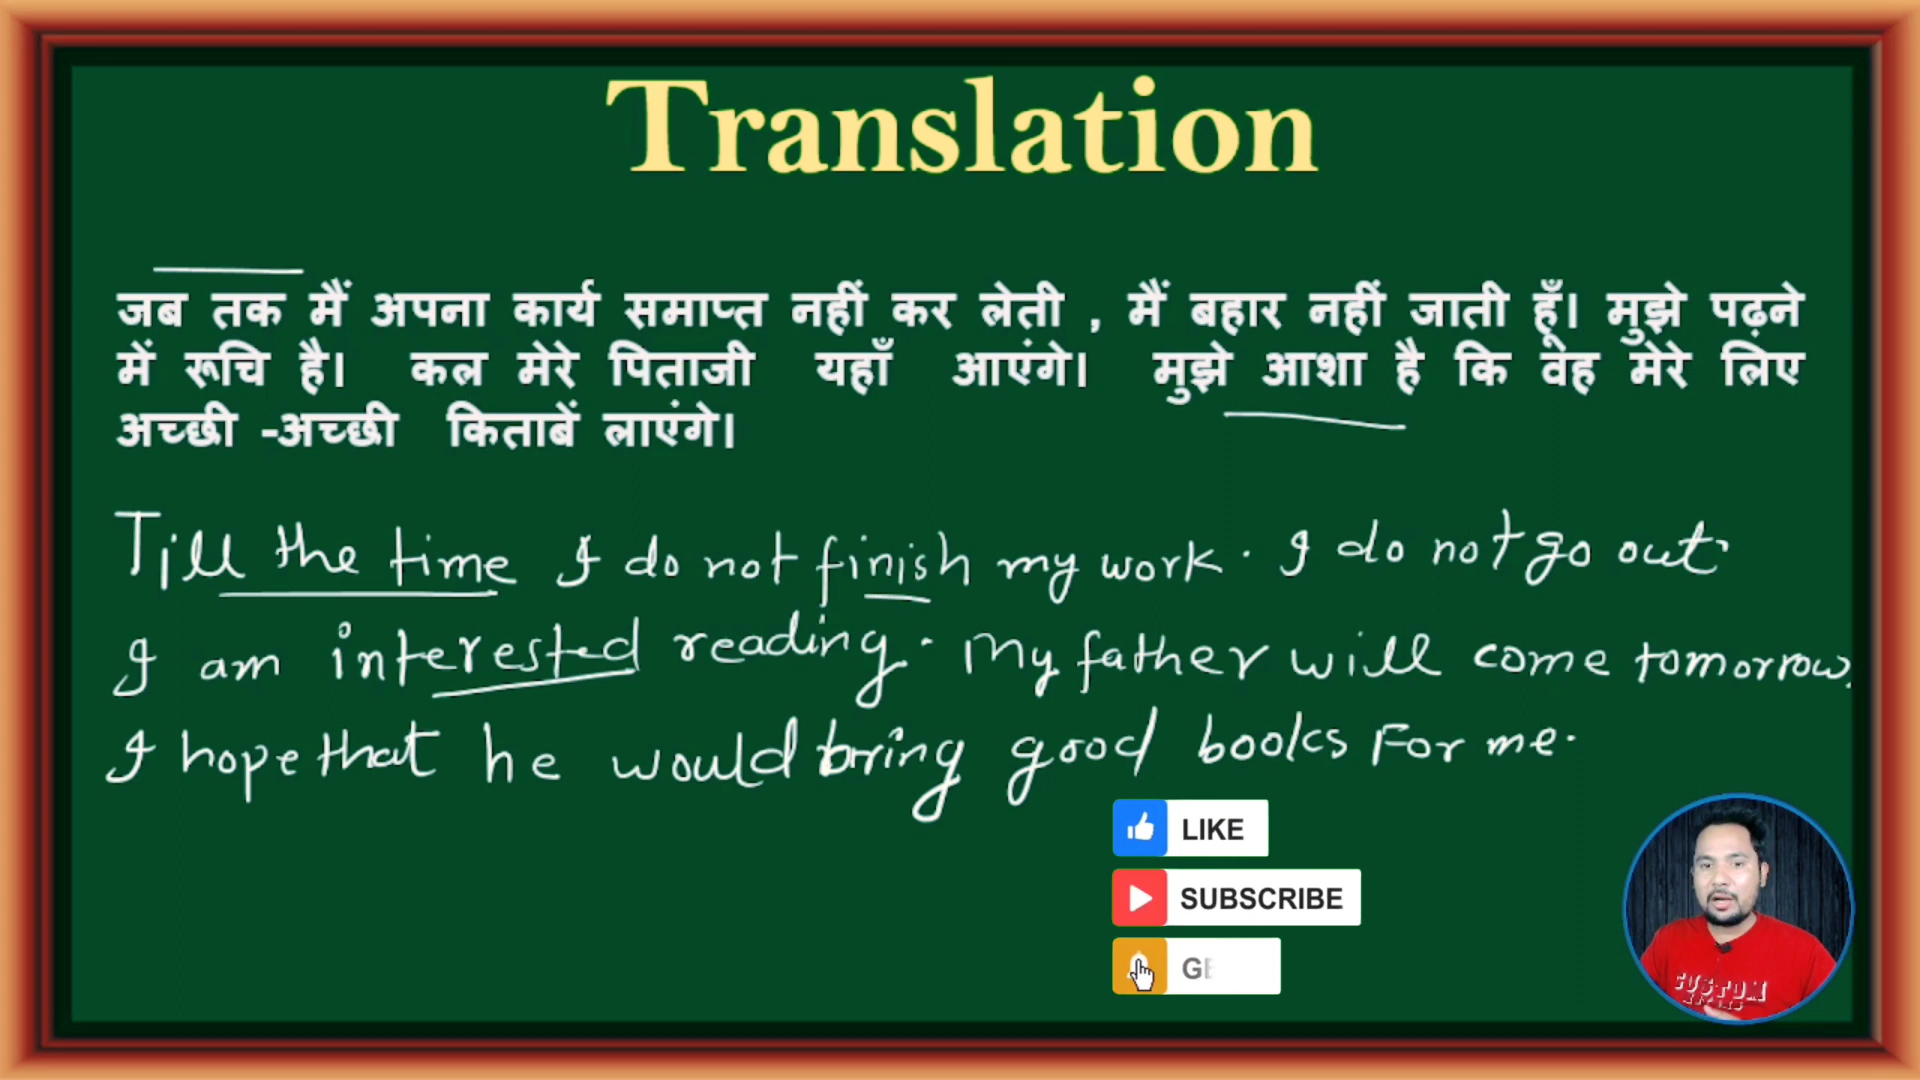 Translation
जब तक मैं अपना कार्य समाप्त नहीं कर लेती , मैं बहार नहीं जाती हूँ। मुझे पढ़ने
में रूचि है। कल मेरे पिताजी यहाँ आएंगे। मुझे आशा है कि वह मेरे लिए
अच्छी -अच्छी किताबें लाएंगे।
Till the time I do not finish my work. I do not go out.
I am interested reading. My father will come tomorrow.
I hope that he would bring good books for me.
LIKE
SUBSCRIBE
CUSTOM